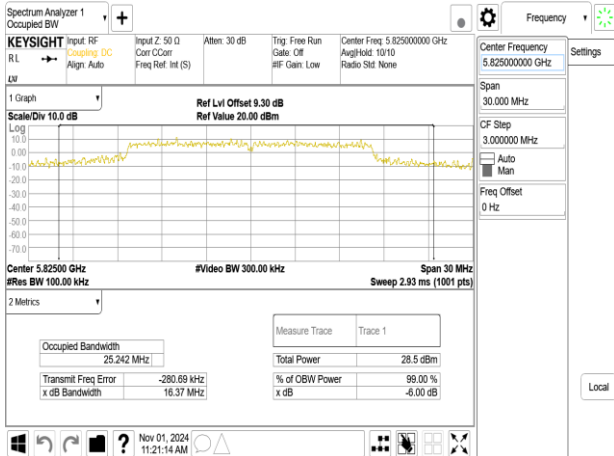 Spectrum Analyzer 1
Occupied BW
+
Frequency
KEYSIGHT
RL
LXI
Input: RF
Coupling: DC
Align: Auto
Input Z: 50 Ω
Corr CCorr
Freq Ref: Int (S)
Atten: 30 dB
Trig: Free Run
Gate: Off
#IF Gain: Low
Center Freq: 5.825000000 GHz
Avg|Hold: 10/10
Radio Std: None
Center Frequency
5.825000000 GHz
Settings
Span
30.000 MHz
CF Step
3.000000 MHz
Auto
Man
Freq Offset
0 Hz
Local
1 Graph
Scale/Div 10.0 dB
Ref Lvl Offset 9.30 dB
Ref Value 20.00 dBm
Log
10.0
0.00
-10.0
-20.0
-30.0
-40.0
-50.0
-60.0
-70.0
Center 5.82500 GHz
#Res BW 100.00 kHz
#Video BW 300.00 kHz
Span 30 MHz
Sweep 2.93 ms (1001 pts)
2 Metrics
Measure Trace Trace 1
Occupied Bandwidth
25.242 MHz
Total Power 28.5 dBm
Transmit Freq Error -280.69 kHz
% of OBW Power 99.00 %
x dB Bandwidth 16.37 MHz
x dB -6.00 dB
?
Nov 01, 2024
11:21:14 AM